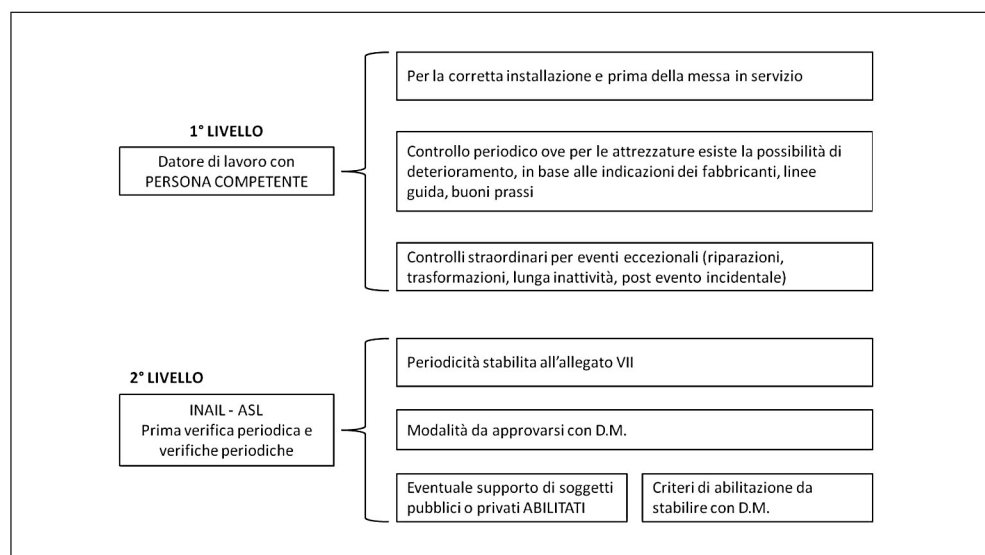 1° LIVELLO
Datore di lavoro con
PERSONA COMPETENTE
Per la corretta installazione e prima della messa in servizio
Controllo periodico ove per le attrezzature esiste la possibilità di
deterioramento, in base alle indicazioni dei fabbricanti, linee
guida, buoni prassi
Controlli straordinari per eventi eccezionali (riparazioni,
trasformazioni, lunga inattività, post evento incidentale)
2° LIVELLO
INAIL - ASL
Prima verifica periodica e
verifiche periodiche
Periodicità stabilita all’allegato VII
Modalità da approvarsi con D.M.
Eventuale supporto di soggetti
pubblici o privati ABILITATI
Criteri di abilitazione da
stabilire con D.M.